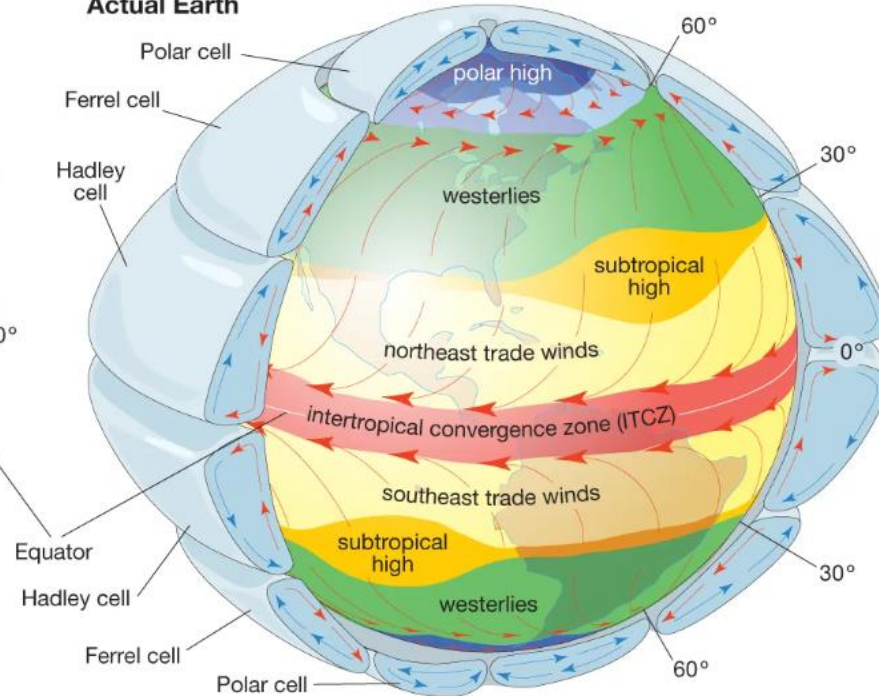 Actual Earth
60°
Polar cell
polar high
Ferrel cell
30°
Hadley
cell
westerlies
subtropical
high
northeast trade winds
0°
0°
intertropical convergence zone (ITCZ)
southeast trade winds
Equator
subtropical
high
30°
Hadley cell
westerlies
Ferrel cell
60°
Polar cell